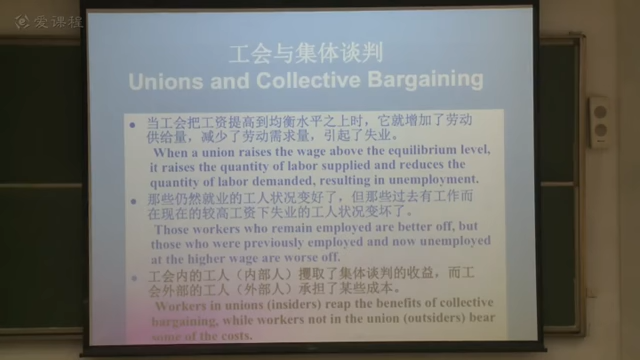 爱课程
工会与集体谈判
Unions and Collective Bargaining
当工会把工资提高到均衡水平之上时，它就增加了劳动
供给量，减少了劳动需求量，引起了失业。
When a union raises the wage above the equilibrium level,
it raises the quantity of labor supplied and reduces the
quantity of labor demanded, resulting in unemployment.
那些仍然就业的工人状况变好了，但那些过去有工作而
在现在的较高工资下失业的工人状况变坏了。
Those workers who remain employed are better off, but
those who were previously employed and now unemployed
at the higher wage are worse off.
工会内的工人（内部人）攫取了集体谈判的收益，而工
会外部的工人（外部人）承担了某些成本。
Workers in unions (insiders) reap the benefits of collective
bargaining, while workers not in the union (outsiders) bear
some of the costs.